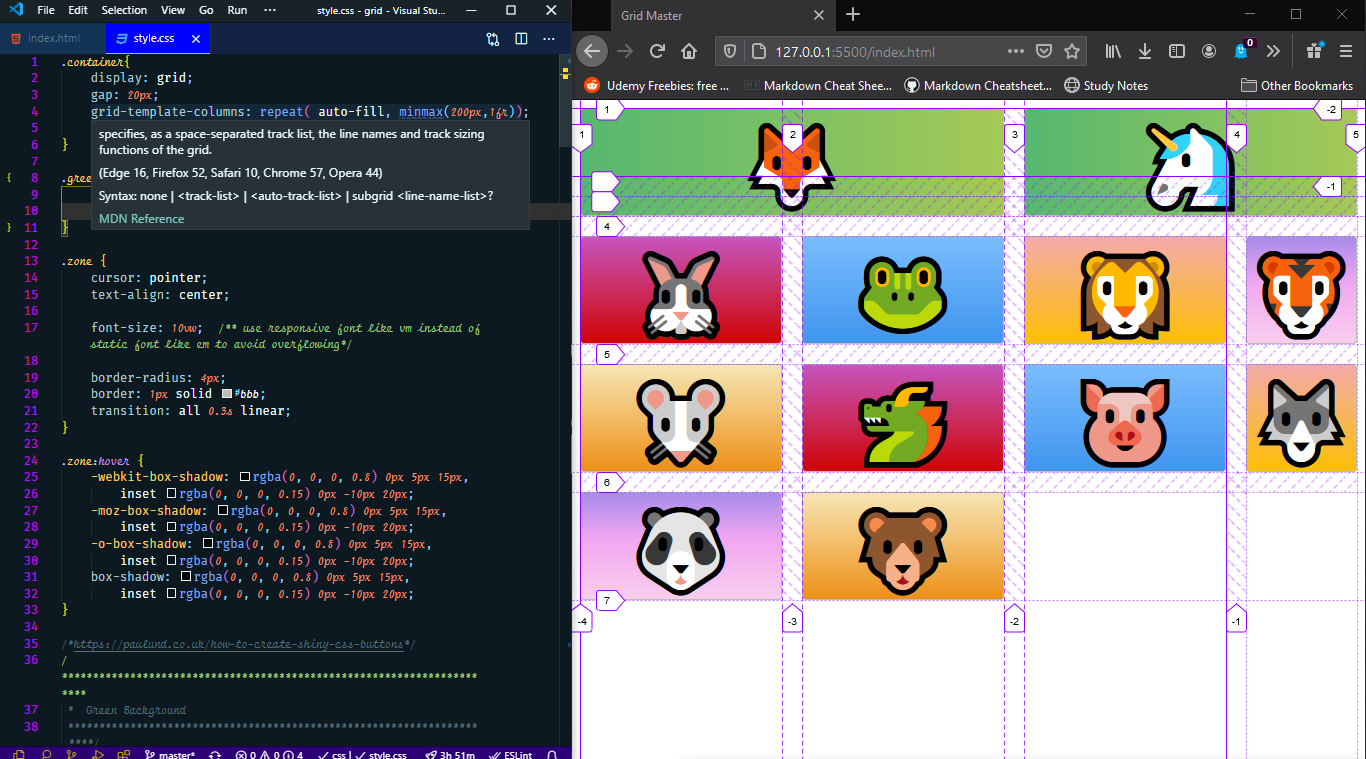 File Edit Selection View Go Run ··· style.css - grid - Visual Stu...
index.html style.css
1 .container{
2 display: grid;
3 gap: 20px;
4 grid-template-columns: repeat( auto-fill, minmax(200px,1fr));
5
specifies, as a space-separated track list, the line names and track sizing
functions of the grid.
(Edge 16, Firefox 52, Safari 10, Chrome 57, Opera 44)
Syntax: none | <track-list> | <auto-track-list> | subgrid <line-name-list>?
MDN Reference
6 }
7
8 .gree
9
10
11 }
12
13 .zone {
14 cursor: pointer;
15 text-align: center;
16
17 font-size: 10vw; /** use responsive font like vm instead of
static font like em to avoid overflowing*/
18
19 border-radius: 4px;
20 border: 1px solid #bbb;
21 transition: all 0.3s linear;
22 }
23
24 .zone:hover {
25 -webkit-box-shadow: rgba(0, 0, 0, 0.8) 0px 5px 15px,
26 inset rgba(0, 0, 0, 0.15) 0px -10px 20px;
27 -moz-box-shadow: rgba(0, 0, 0, 0.8) 0px 5px 15px,
28 inset rgba(0, 0, 0, 0.15) 0px -10px 20px;
29 -o-box-shadow: rgba(0, 0, 0, 0.8) 0px 5px 15px,
30 inset rgba(0, 0, 0, 0.15) 0px -10px 20px;
31 box-shadow: rgba(0, 0, 0, 0.8) 0px 5px 15px,
32 inset rgba(0, 0, 0, 0.15) 0px -10px 20px;
33 }
34
35 /*https://paulund.co.uk/how-to-create-shiny-css-buttons*/
36 /
*******************************************************************
****
37 * Green Background
38 *******************************************************************
****/
master* 0 0 4 css | style.css 3h 51m ESLint
Grid Master
127.0.0.1:5500/index.html 0
Udemy Freebies: free ... Markdown Cheat Shee... Markdown Cheatsheet... Study Notes Other Bookmarks
1 -2
1 2 3 4 5
-1
4
5
6
7
-4 -3 -2 -1